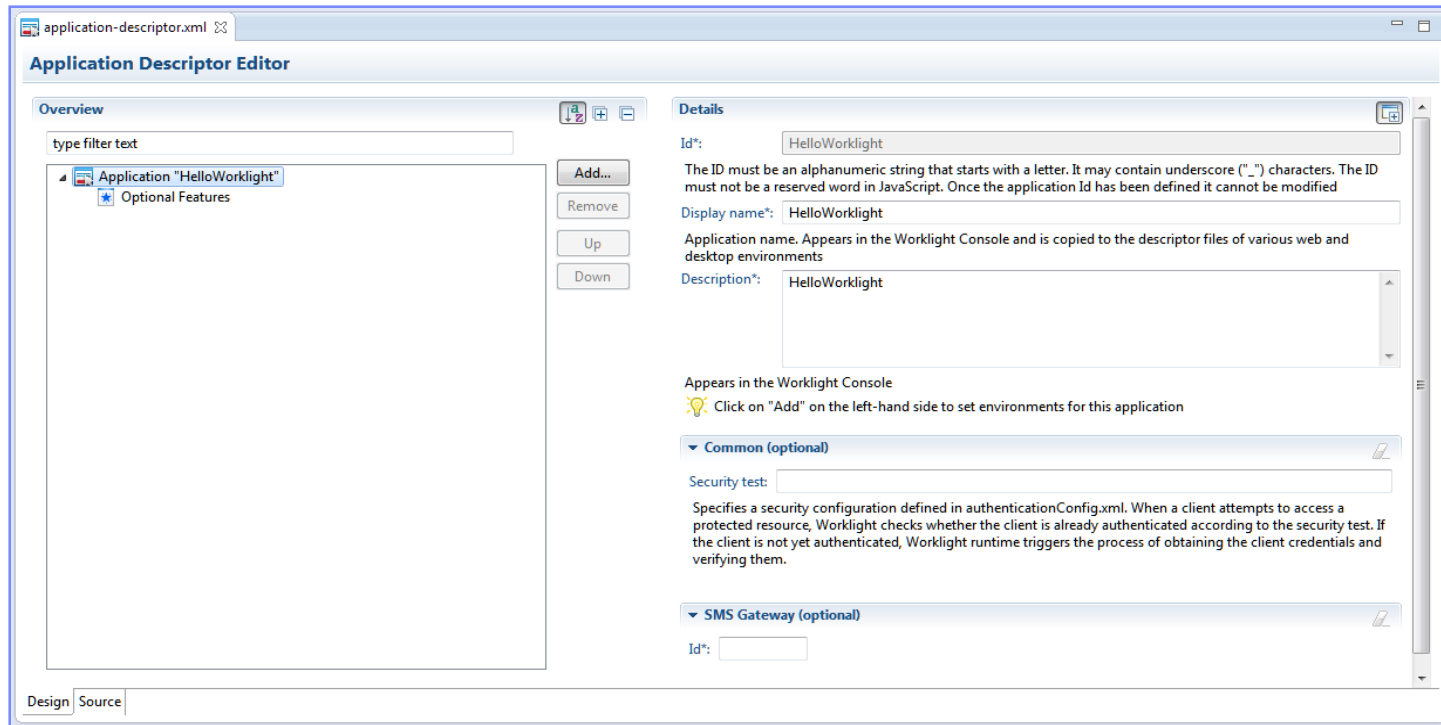 application-descriptor.xml
Application Descriptor Editor
Overview
type filter text
Application "HelloWorklight"
Optional Features
Add...
Remove
Up
Down
Details
Id*: HelloWorklight
The ID must be an alphanumeric string that starts with a letter. It may contain underscore ("_") characters. The ID
must not be a reserved word in JavaScript. Once the application Id has been defined it cannot be modified
Display name*: HelloWorklight
Application name. Appears in the Worklight Console and is copied to the descriptor files of various web and
desktop environments
Description*: HelloWorklight
Appears in the Worklight Console
Click on "Add" on the left-hand side to set environments for this application
Common (optional)
Security test:
Specifies a security configuration defined in authenticationConfig.xml. When a client attempts to access a
protected resource, Worklight checks whether the client is already authenticated according to the security test. If
the client is not yet authenticated, Worklight runtime triggers the process of obtaining the client credentials and
verifying them.
SMS Gateway (optional)
Id*:
Design Source